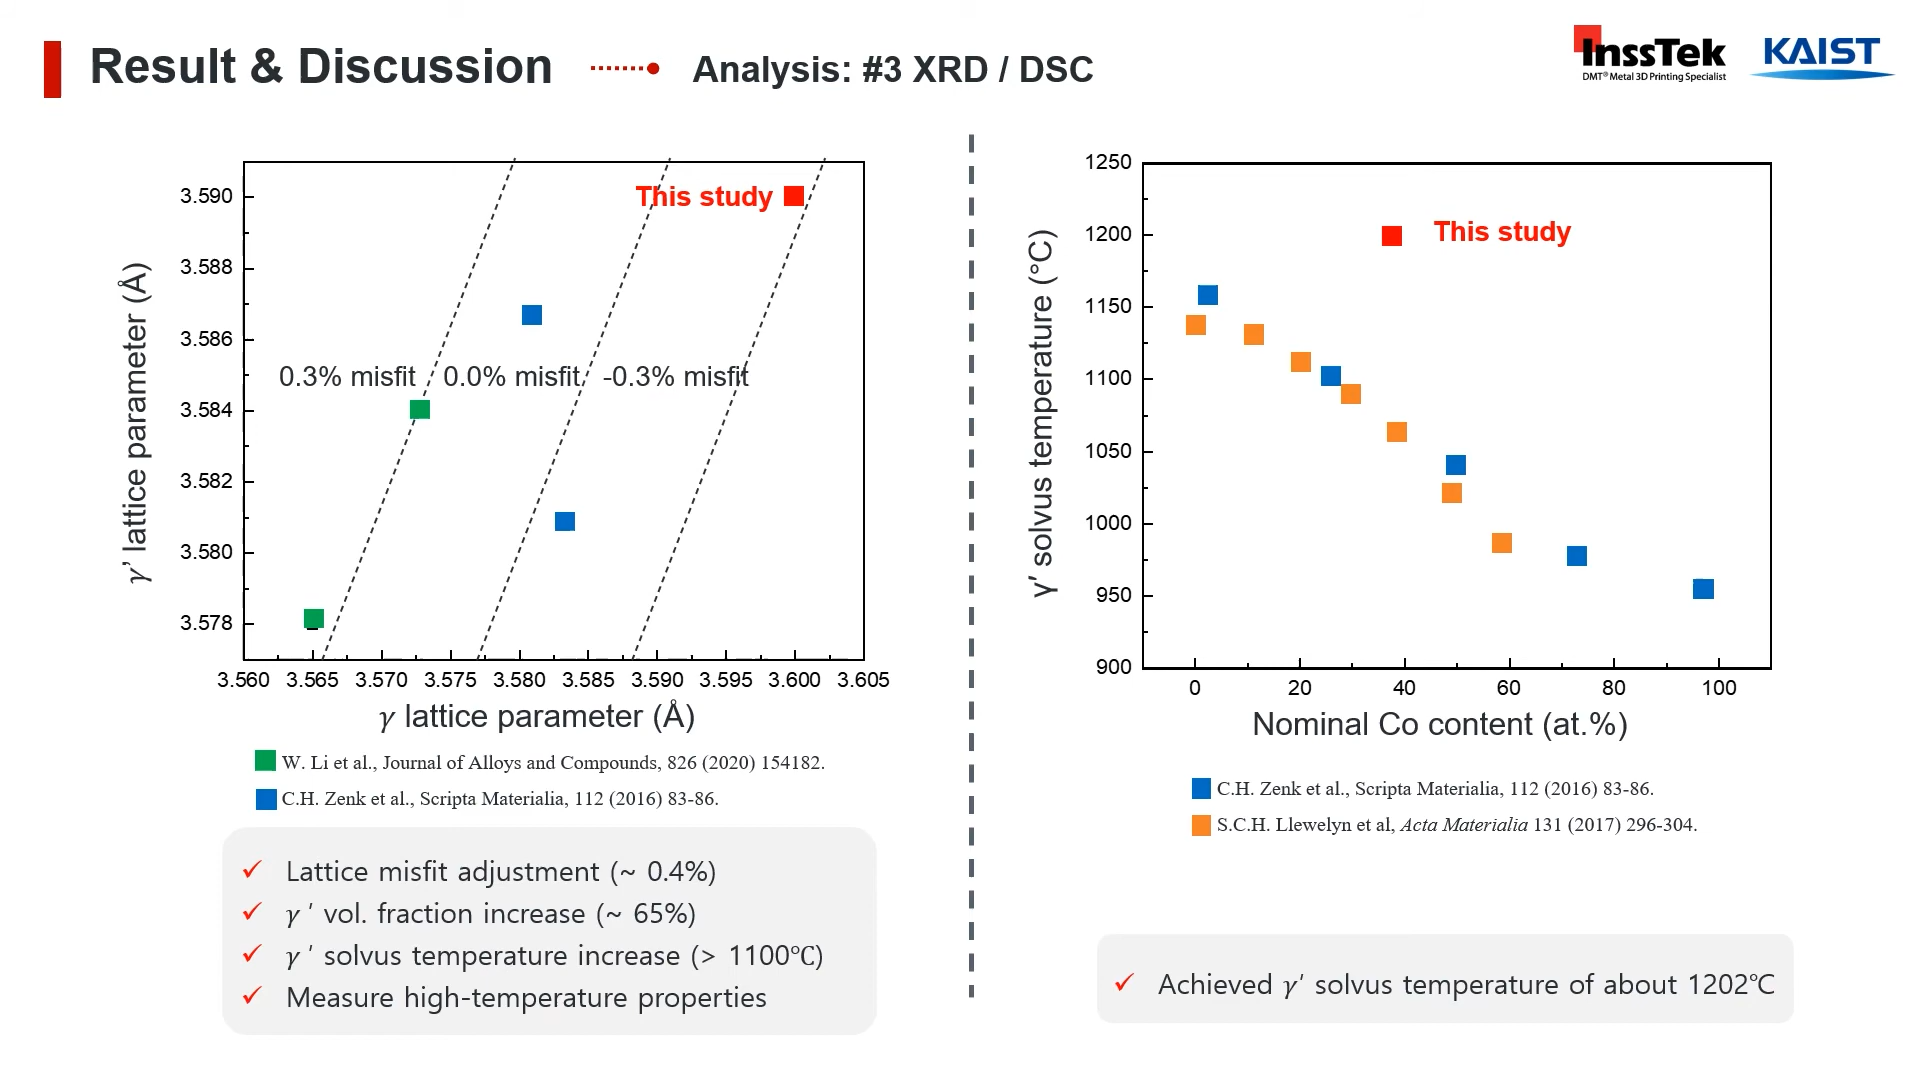 Result & Discussion
Analysis: #3 XRD / DSC
InssTek
DMT® Metal 3D Printing Specialist
KAIST
γ’ lattice parameter (Å)
3.590
3.588
3.586
3.584
3.582
3.580
3.578
This study
0.3% misfit
0.0% misfit
-0.3% misfit
3.560 3.565 3.570 3.575 3.580 3.585 3.590 3.595 3.600 3.605
γ lattice parameter (Å)
W. Li et al., Journal of Alloys and Compounds, 826 (2020) 154182.
C.H. Zenk et al., Scripta Materialia, 112 (2016) 83-86.
✓ Lattice misfit adjustment (~ 0.4%)
✓ γ ′ vol. fraction increase (~ 65%)
✓ γ ′ solvus temperature increase (> 1100℃)
✓ Measure high-temperature properties
γ′ solvus temperature (°C)
1250
1200
1150
1100
1050
1000
950
900
This study
0 20 40 60 80 100
Nominal Co content (at.%)
C.H. Zenk et al., Scripta Materialia, 112 (2016) 83-86.
S.C.H. Llewelyn et al, Acta Materialia 131 (2017) 296-304.
✓ Achieved γ′ solvus temperature of about 1202℃